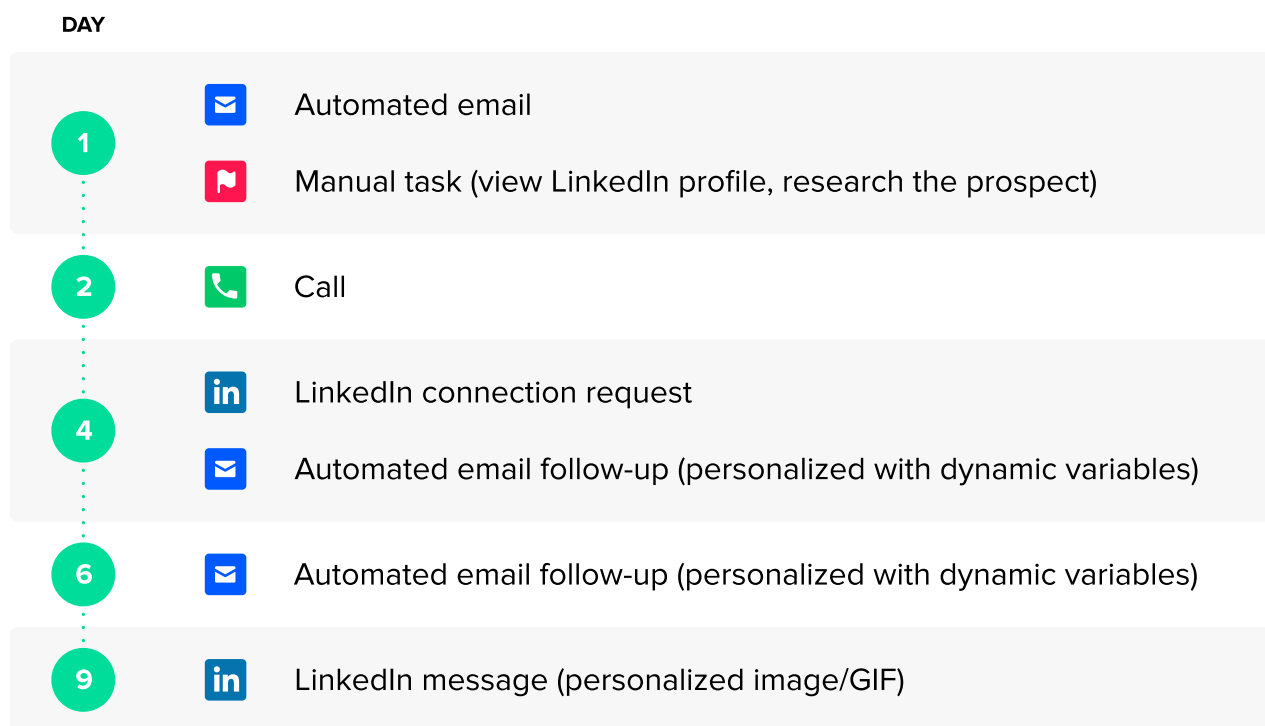 DAY
1
Automated email
Manual task (view LinkedIn profile, research the prospect)
2
Call
4
in
LinkedIn connection request
Automated email follow-up (personalized with dynamic variables)
6
Automated email follow-up (personalized with dynamic variables)
9
in
LinkedIn message (personalized image/GIF)